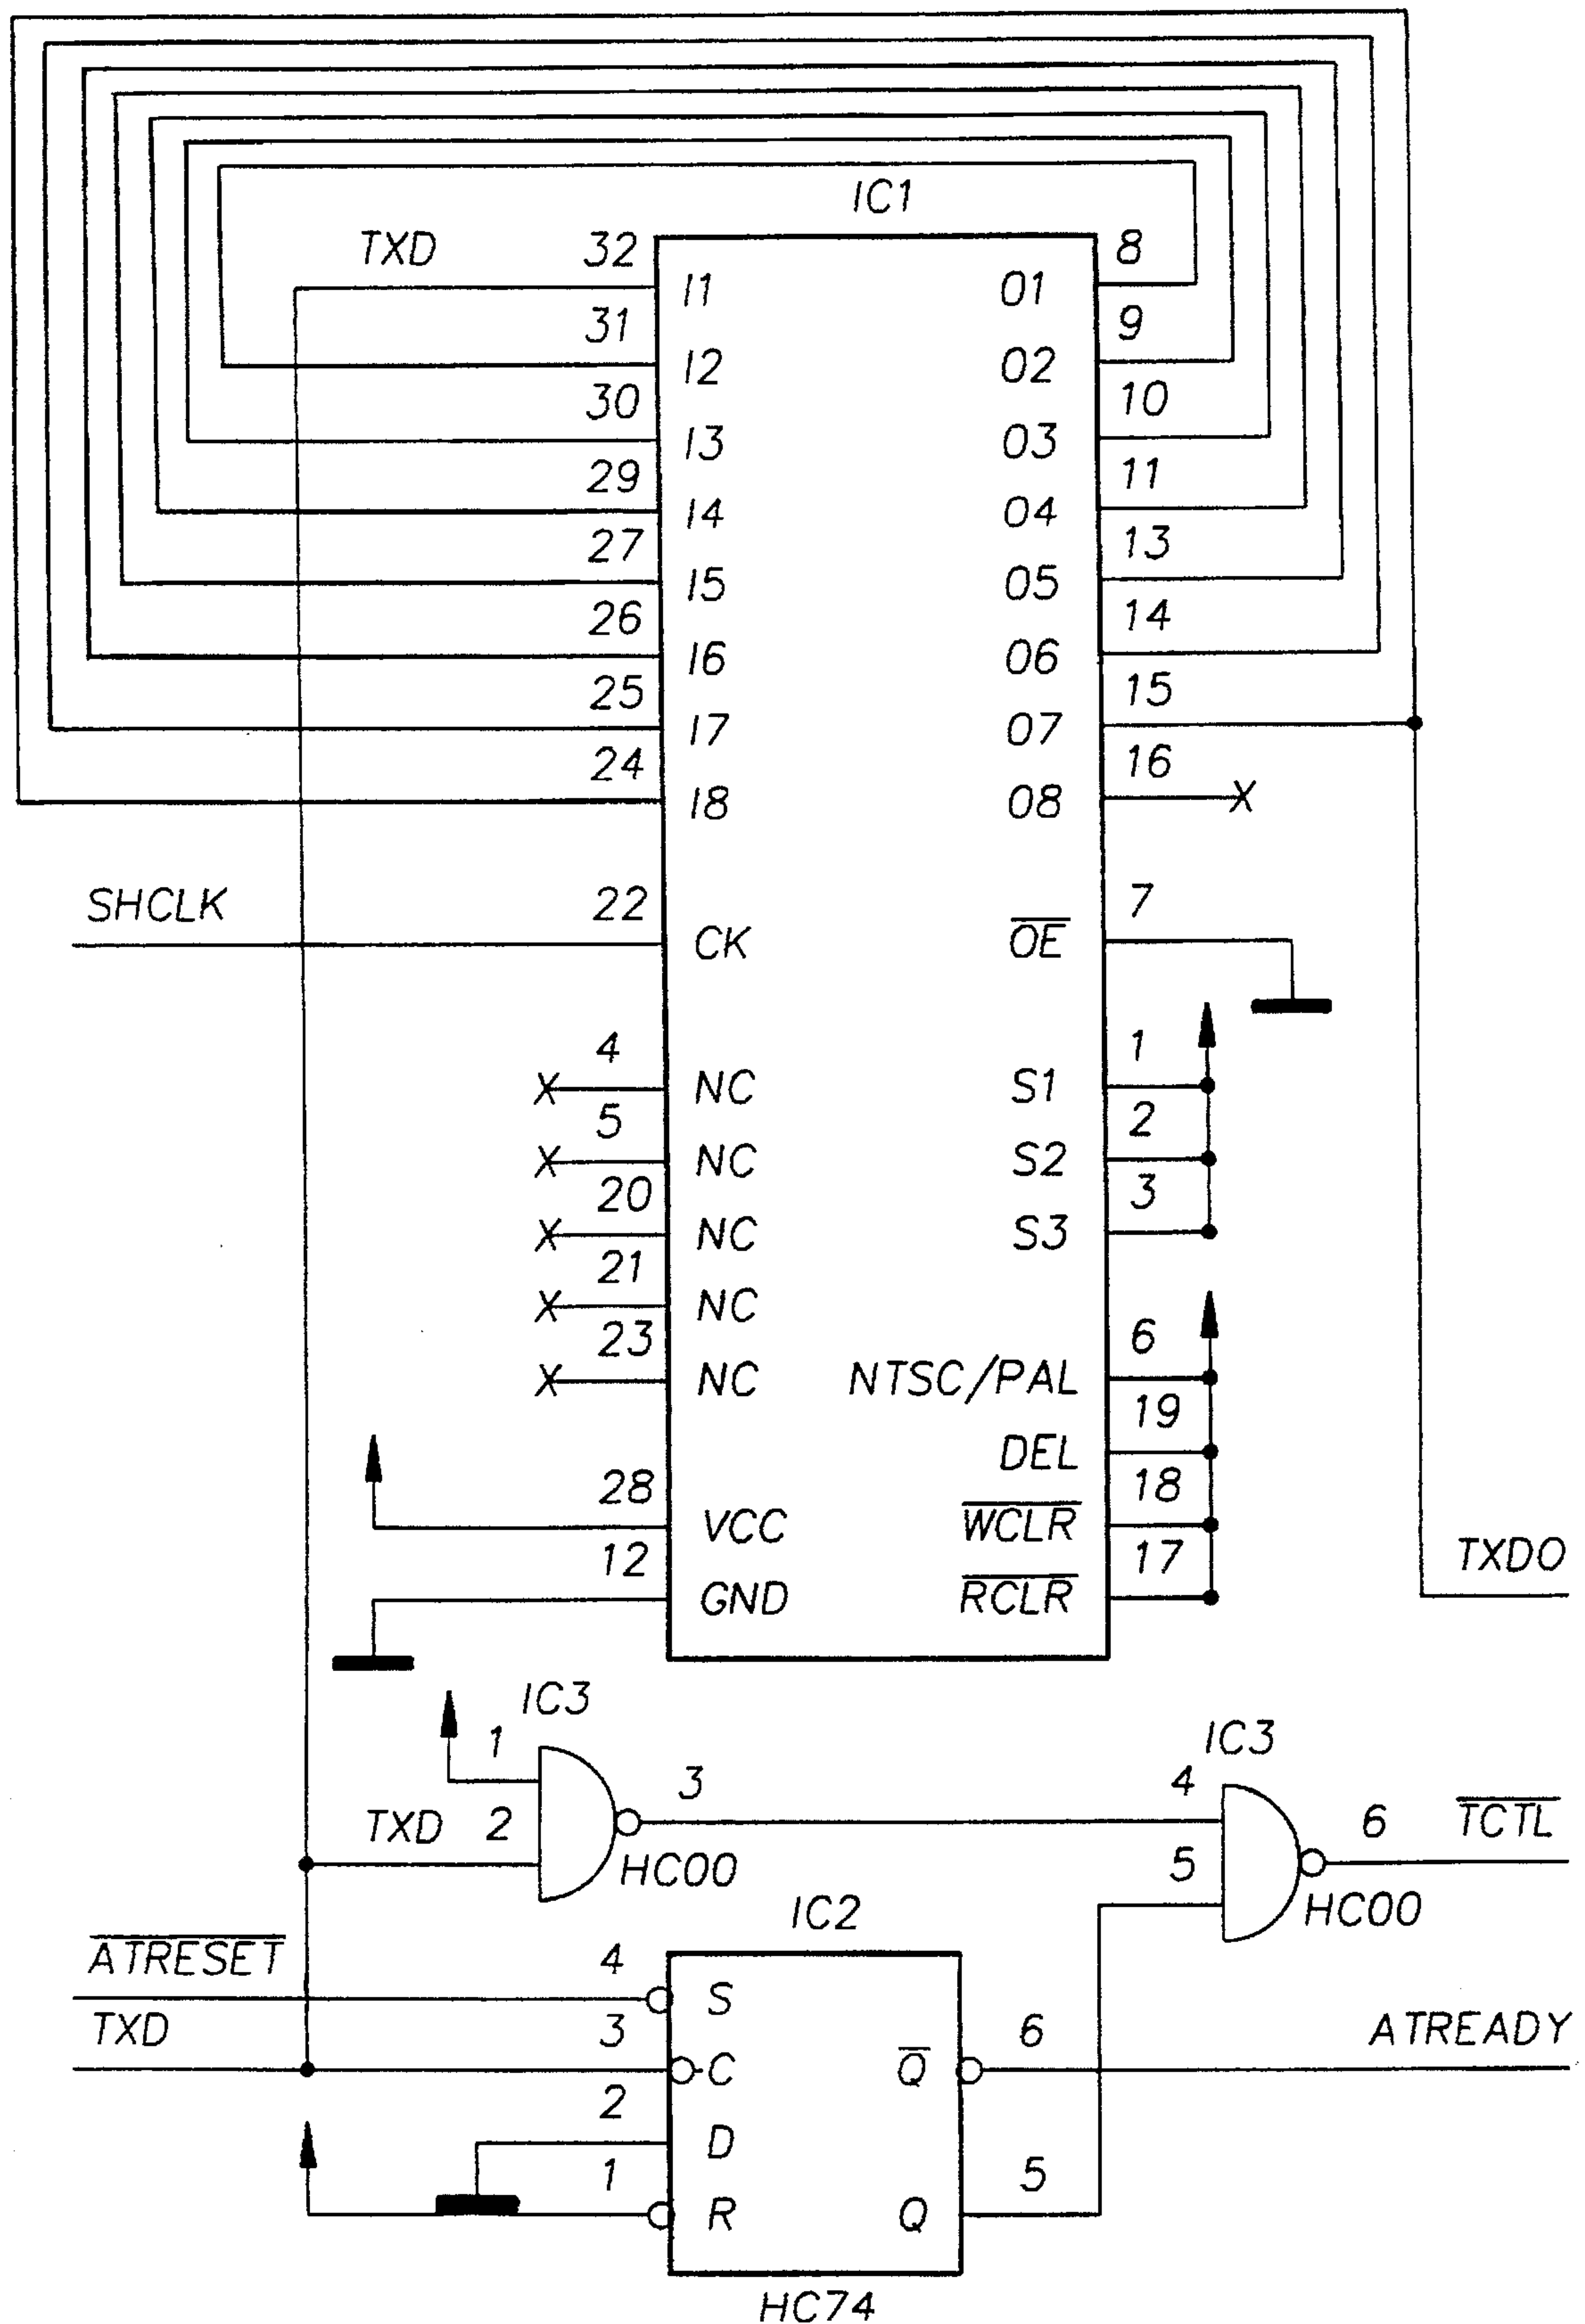 IC1
TXD 32 I1 O1 8
31 I2 O2 9
30 I3 O3 10
29 I4 O4 11
27 I5 O5 13
26 I6 O6 14
25 I7 O7 15
24 I8 O8 16
SHCLK 22 CK OE 7
4 NC S1 1
5 NC S2 2
20 NC S3 3
21 NC
23 NC NTSC/PAL 6
DEL 19
28 VCC WCLR 18
12 GND RCLR 17
TXDO
IC3
1
TXD 2
3
HC00
IC3
4
5
6 TCTL
HC00
IC2
ATRESET 4 S
TXD 3 C Q 6 ATREADY
2 D
1 R Q 5
HC74